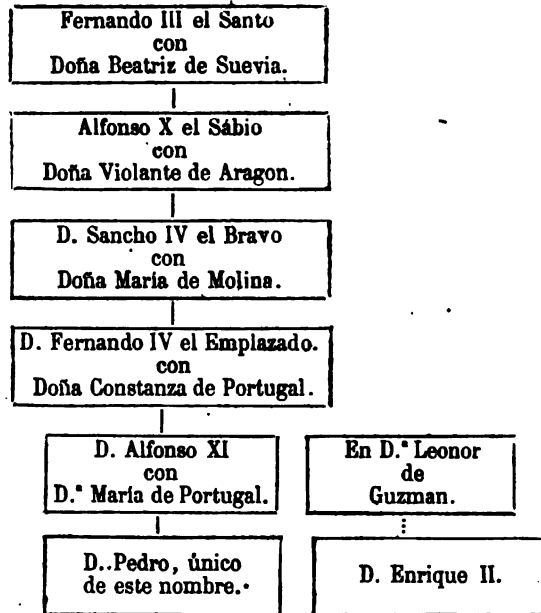 Fernando III el Santo
con
Doña Beatriz de Suevia.
Alfonso X el Sábio
con
Doña Violante de Aragon.
D. Sancho IV el Bravo
con
Doña María de Molina.
D. Fernando IV el Emplazado.
con
Doña Constanza de Portugal.
D. Alfonso XI
con
D.ª María de Portugal.
En D.ª Leonor
de
Guzman.
D. Pedro, único
de este nombre.
D. Enrique II.